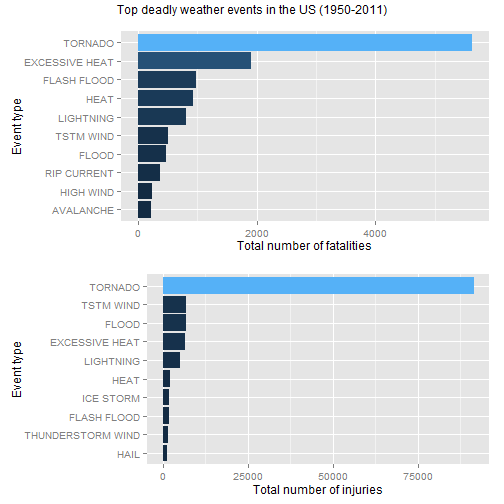 Top deadly weather events in the US (1950-2011)
Event type
TORNADO
EXCESSIVE HEAT
FLASH FLOOD
HEAT
LIGHTNING
TSTM WIND
FLOOD
RIP CURRENT
HIGH WIND
AVALANCHE
0 2000 4000
Total number of fatalities
Event type
TORNADO
TSTM WIND
FLOOD
EXCESSIVE HEAT
LIGHTNING
HEAT
ICE STORM
FLASH FLOOD
THUNDERSTORM WIND
HAIL
0 25000 50000 75000
Total number of injuries